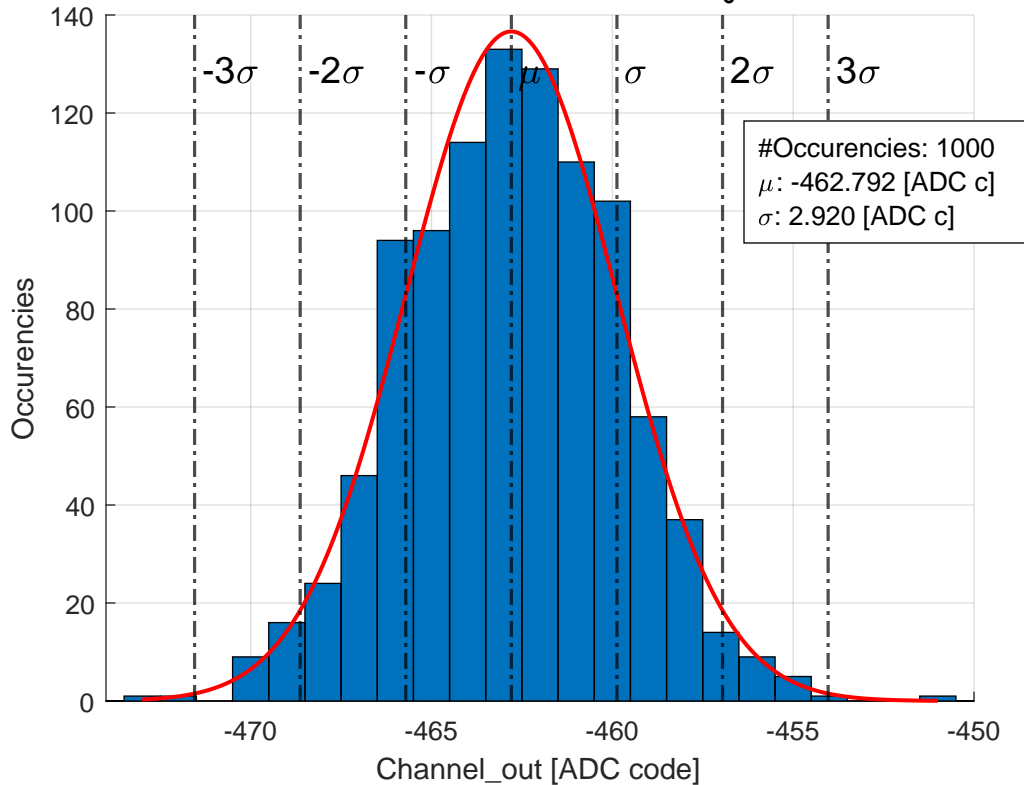 140
120
100
80
60
40
20
0
Occurencies
-3σ
-2σ
-σ
μ
σ
2σ
3σ
#Occurencies: 1000
μ: -462.792 [ADC c]
σ: 2.920 [ADC c]
-470
-465
-460
-455
-450
Channel_out [ADC code]